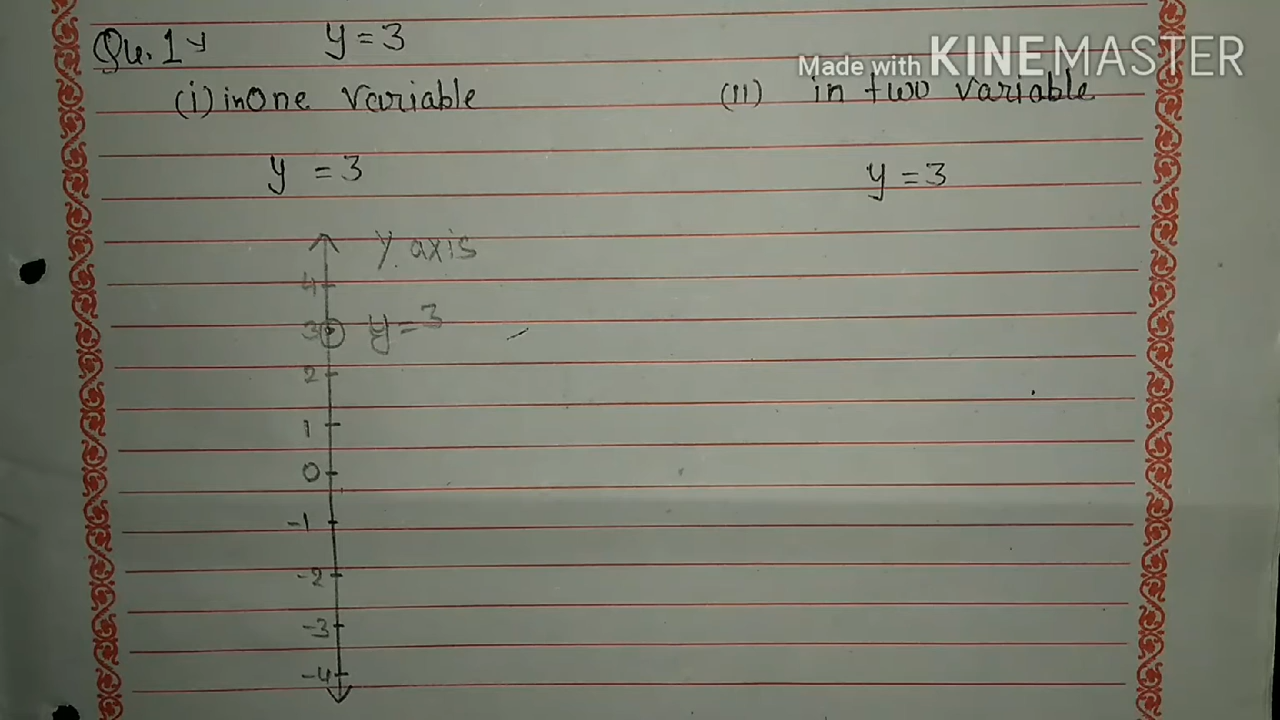 Qu. 1 y = 3
Made with KINEMASTER
(i) in One Variable (II) in two variable
y = 3 y = 3
Y. axis
4
3 y = 3
2
1
0
-1
-2
-3
-4